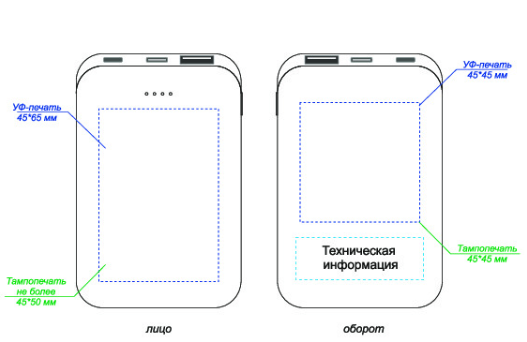 УФ-печать
45*65 мм
Тампопечать
не более
45*50 мм
лицо
УФ-печать
45*45 мм
Тампопечать
45*45 мм
Техническая
информация
оборот